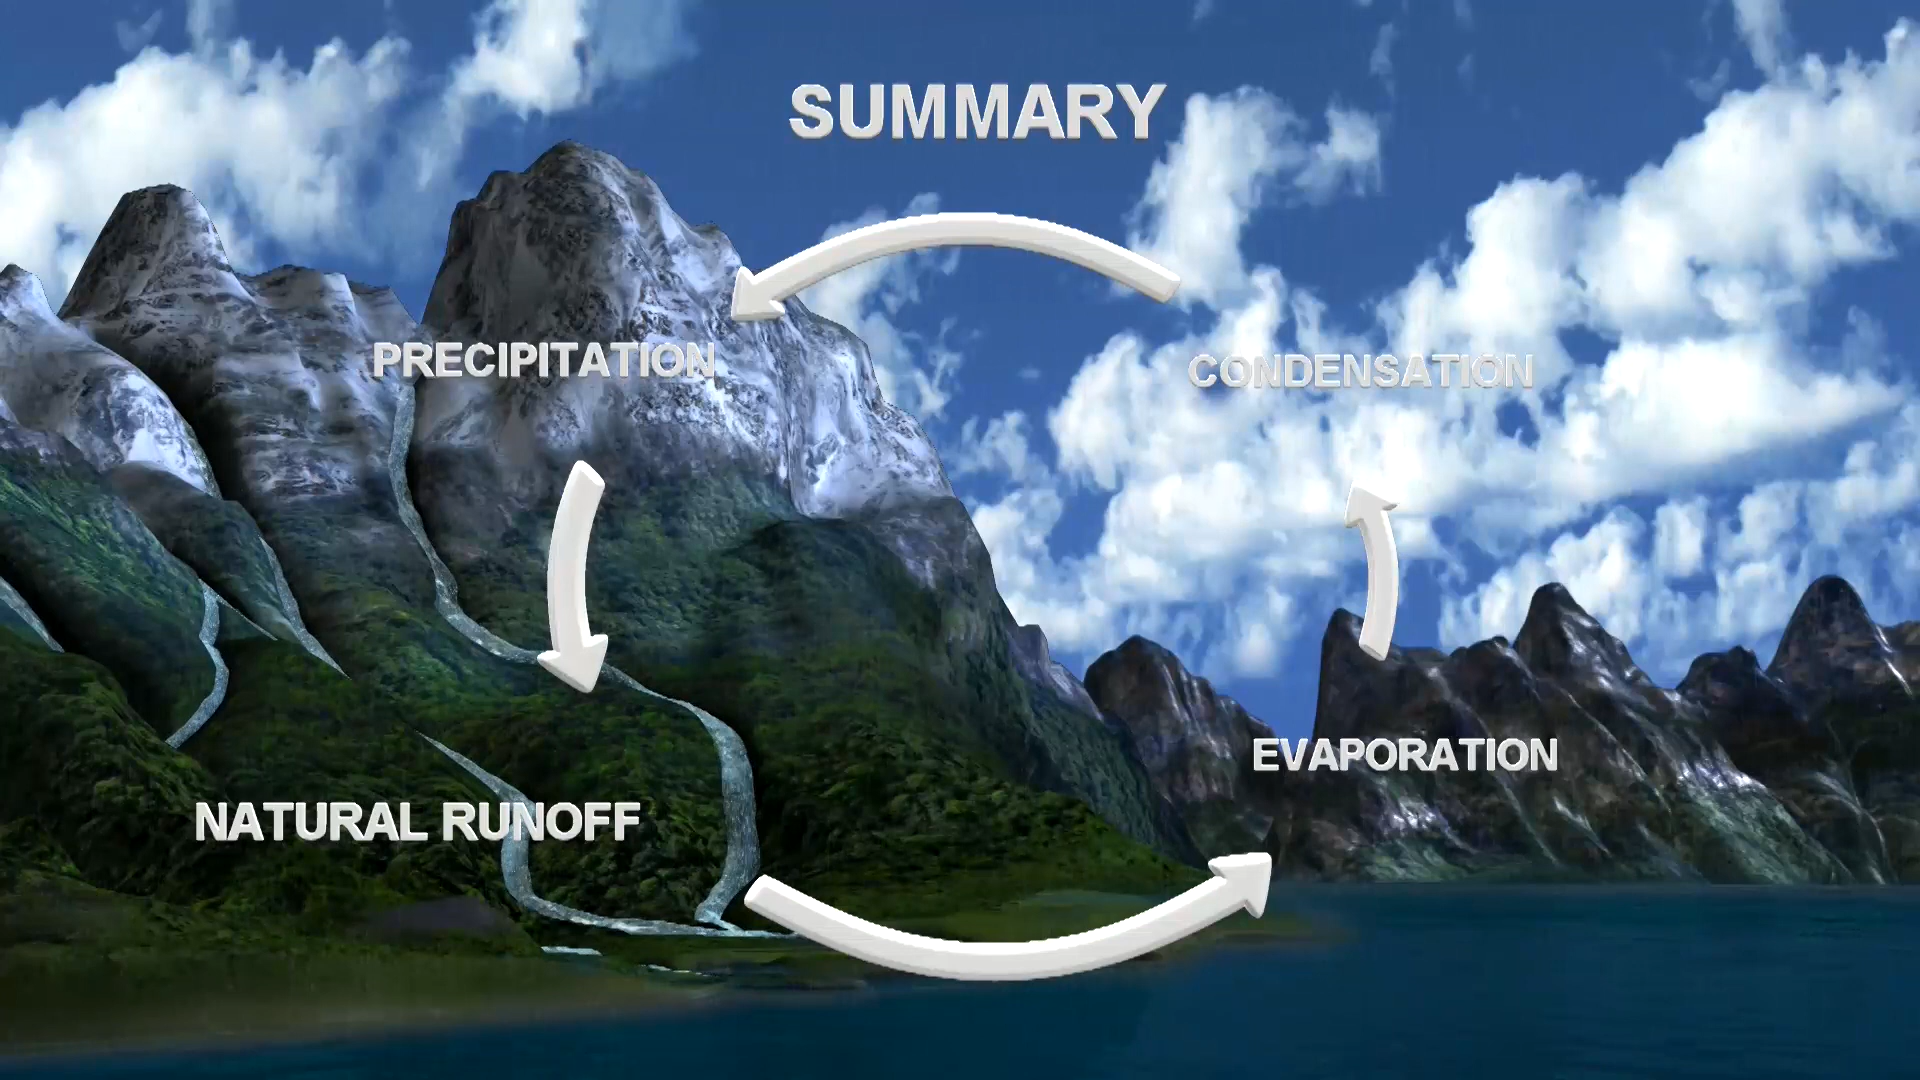 SUMMARY
PRECIPITATION
CONDENSATION
EVAPORATION
NATURAL RUNOFF